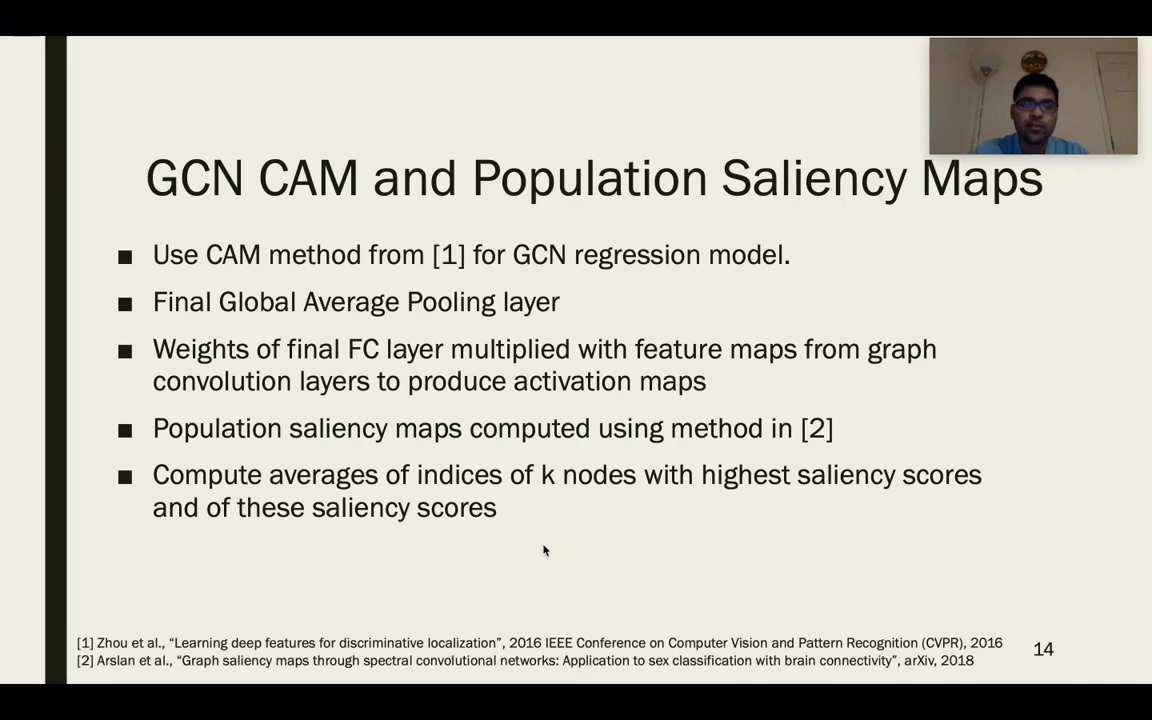 GCN CAM and Population Saliency Maps
■ Use CAM method from [1] for GCN regression model.
■ Final Global Average Pooling layer
■ Weights of final FC layer multiplied with feature maps from graph
convolution layers to produce activation maps
■ Population saliency maps computed using method in [2]
■ Compute averages of indices of k nodes with highest saliency scores
and of these saliency scores
[1] Zhou et al., “Learning deep features for discriminative localization”, 2016 IEEE Conference on Computer Vision and Pattern Recognition (CVPR), 2016
[2] Arslan et al., “Graph saliency maps through spectral convolutional networks: Application to sex classification with brain connectivity”, arXiv, 2018
14